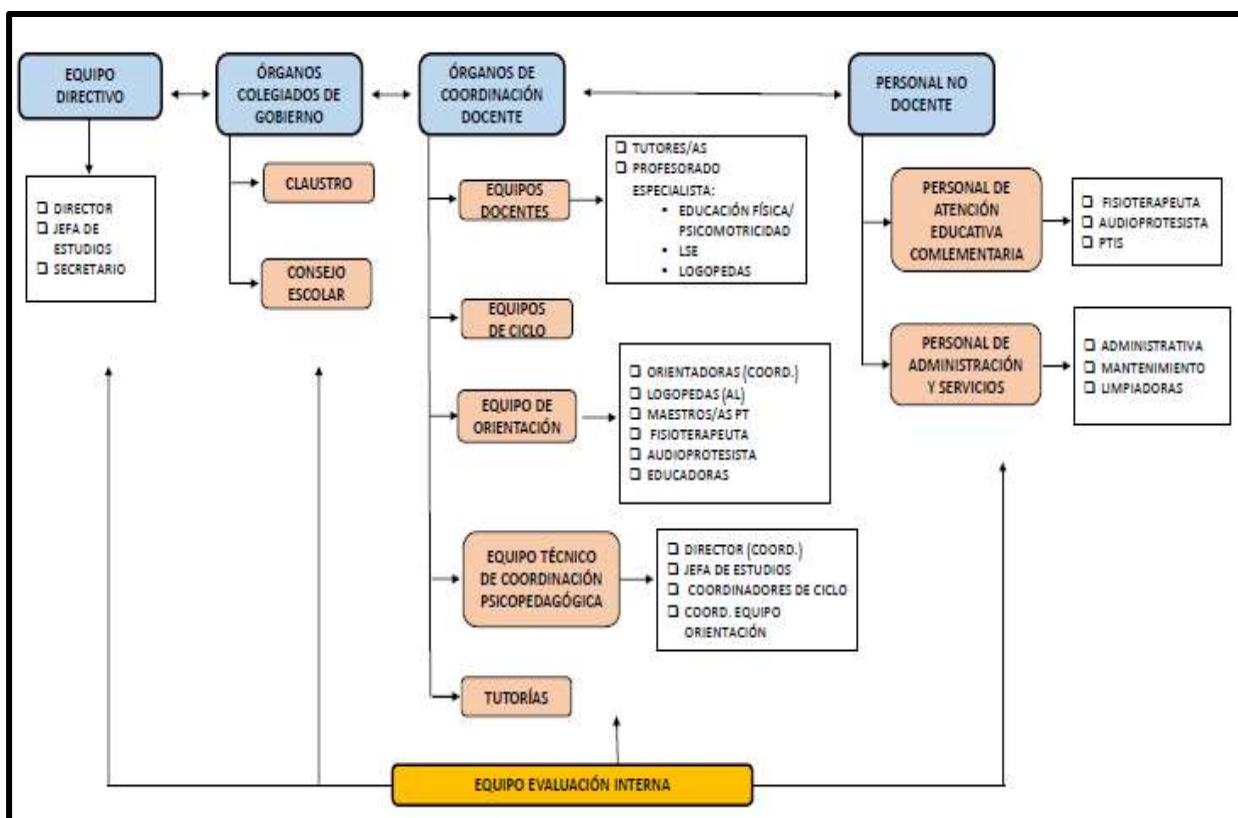 EQUIPO
DIRECTIVO
ÓRGANOS
COLEGIADOS DE
GOBIERNO
ÓRGANOS DE
COORDINACIÓN
DOCENTE
PERSONAL NO
DOCENTE
DIRECTOR
JEFA DE
ESTUDIOS
SECRETARIO
CLAUSTRO
CONSEJO
ESCOLAR
EQUIPOS
DOCENTES
TUTORES/AS
PROFESORADO
ESPECIALISTA:
EDUCACIÓN FÍSICA/
PSICOMOTRICIDAD
LSE
LOGOPEDAS
EQUIPOS
DE CICLO
EQUIPO DE
ORIENTACIÓN
ORIENTADORAS (COORD.)
LOGOPEDAS (AL)
MAESTROS/AS PT
FISIOTERAPEUTA
AUDIOPROTESISTA
EDUCADORAS
EQUIPO TÉCNICO
DE COORDINACIÓN
PSICOPEDAGÓGICA
DIRECTOR (COORD.)
JEFA DE ESTUDIOS
COORDINADORES DE CICLO
COORD. EQUIPO
ORIENTACIÓN
TUTORÍAS
PERSONAL DE
ATENCIÓN
EDUCATIVA
COMLEMENTARIA
FISIOTERAPEUTA
AUDIOPROTESISTA
PTIS
PERSONAL DE
ADMINISTRACIÓN
Y SERVICIOS
ADMINISTRATIVA
MANTENIMIENTO
LIMPIADORAS
EQUIPO EVALUACIÓN INTERNA